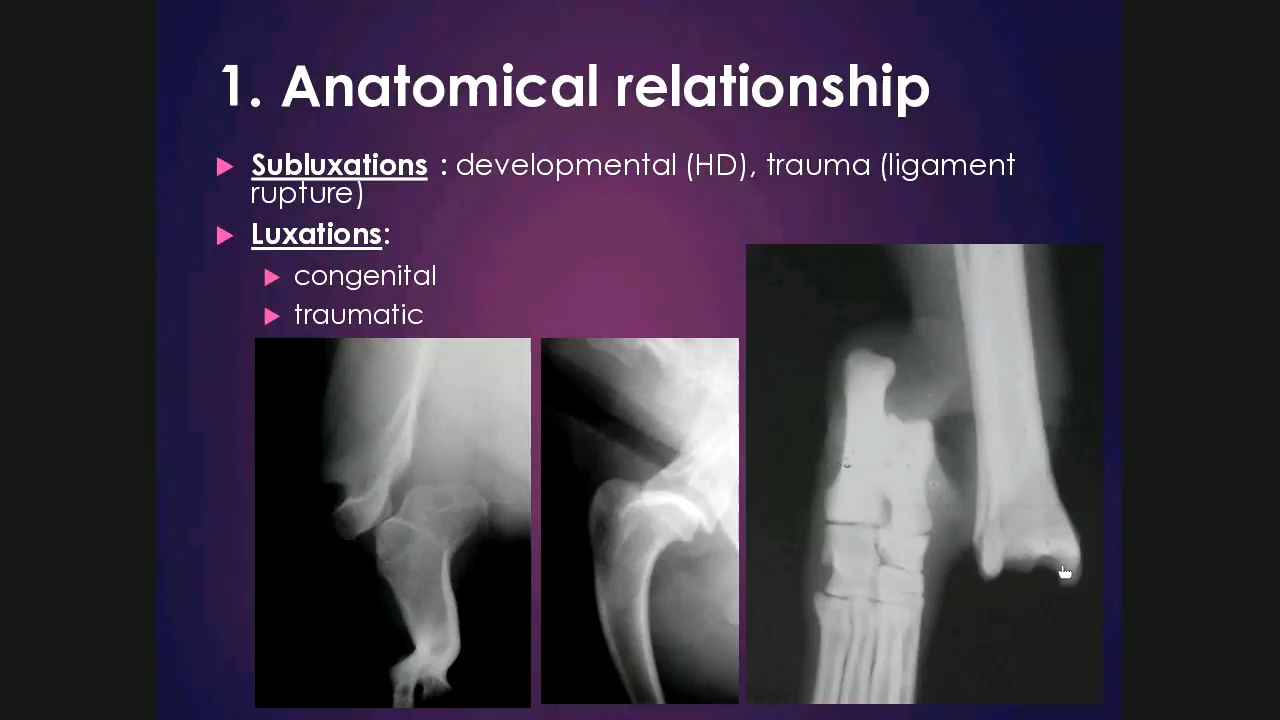 1. Anatomical relationship
Subluxations : developmental (HD), trauma (ligament
rupture)
Luxations:
congenital
traumatic